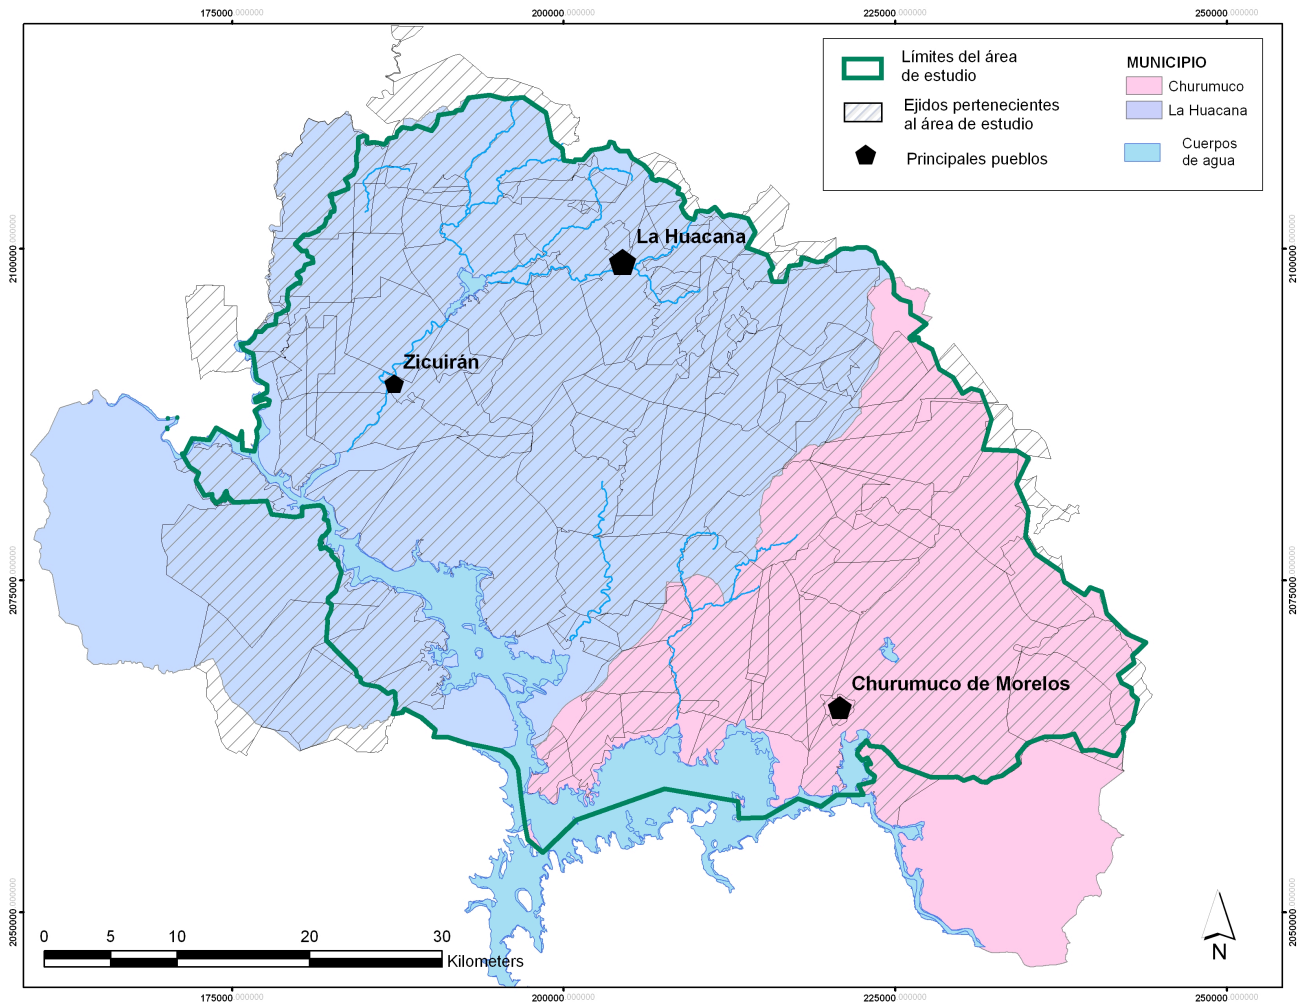 175000.000000
200000.000000
225000.000000
250000.000000
Límites del área
de estudio
Ejidos pertenecientes
al área de estudio
Principales pueblos
MUNICIPIO
Churumuco
La Huacana
Cuerpos
de agua
2100000.000000
2100000.000000
La Huacana
Zicuirán
2075000.000000
2075000.000000
Churumuco de Morelos
2050000.000000
2050000.000000
0 5 10 20 30
Kilometers
N
175000.000000
200000.000000
225000.000000
250000.000000